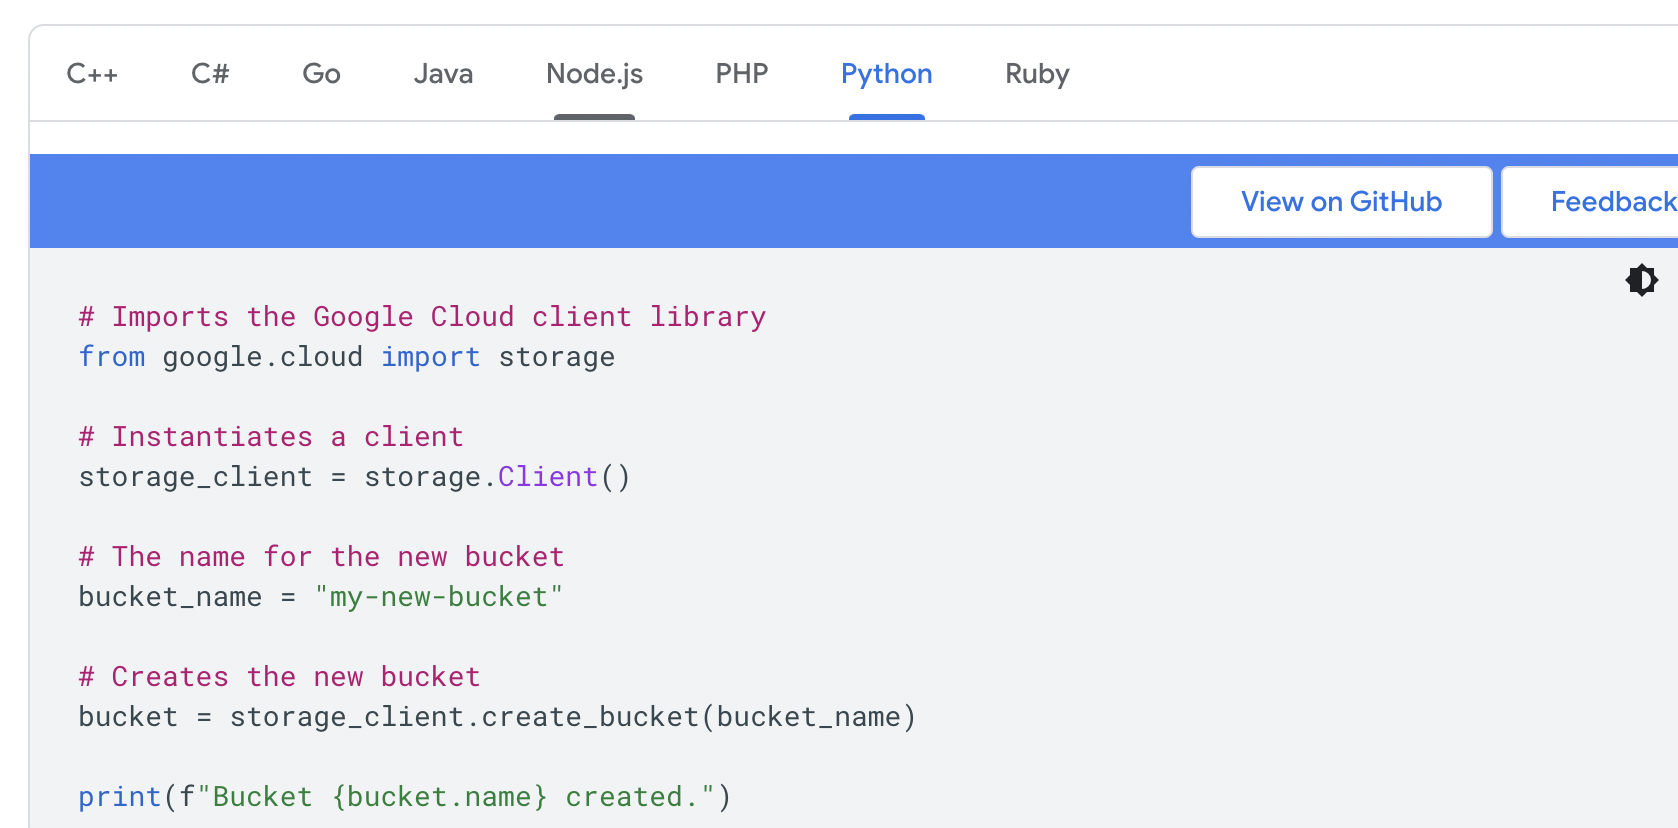 C++ C# Go Java Node.js PHP Python Ruby
View on GitHub Feedback
# Imports the Google Cloud client library
from google.cloud import storage
# Instantiates a client
storage_client = storage.Client()
# The name for the new bucket
bucket_name = "my-new-bucket"
# Creates the new bucket
bucket = storage_client.create_bucket(bucket_name)
print(f"Bucket {bucket.name} created.")